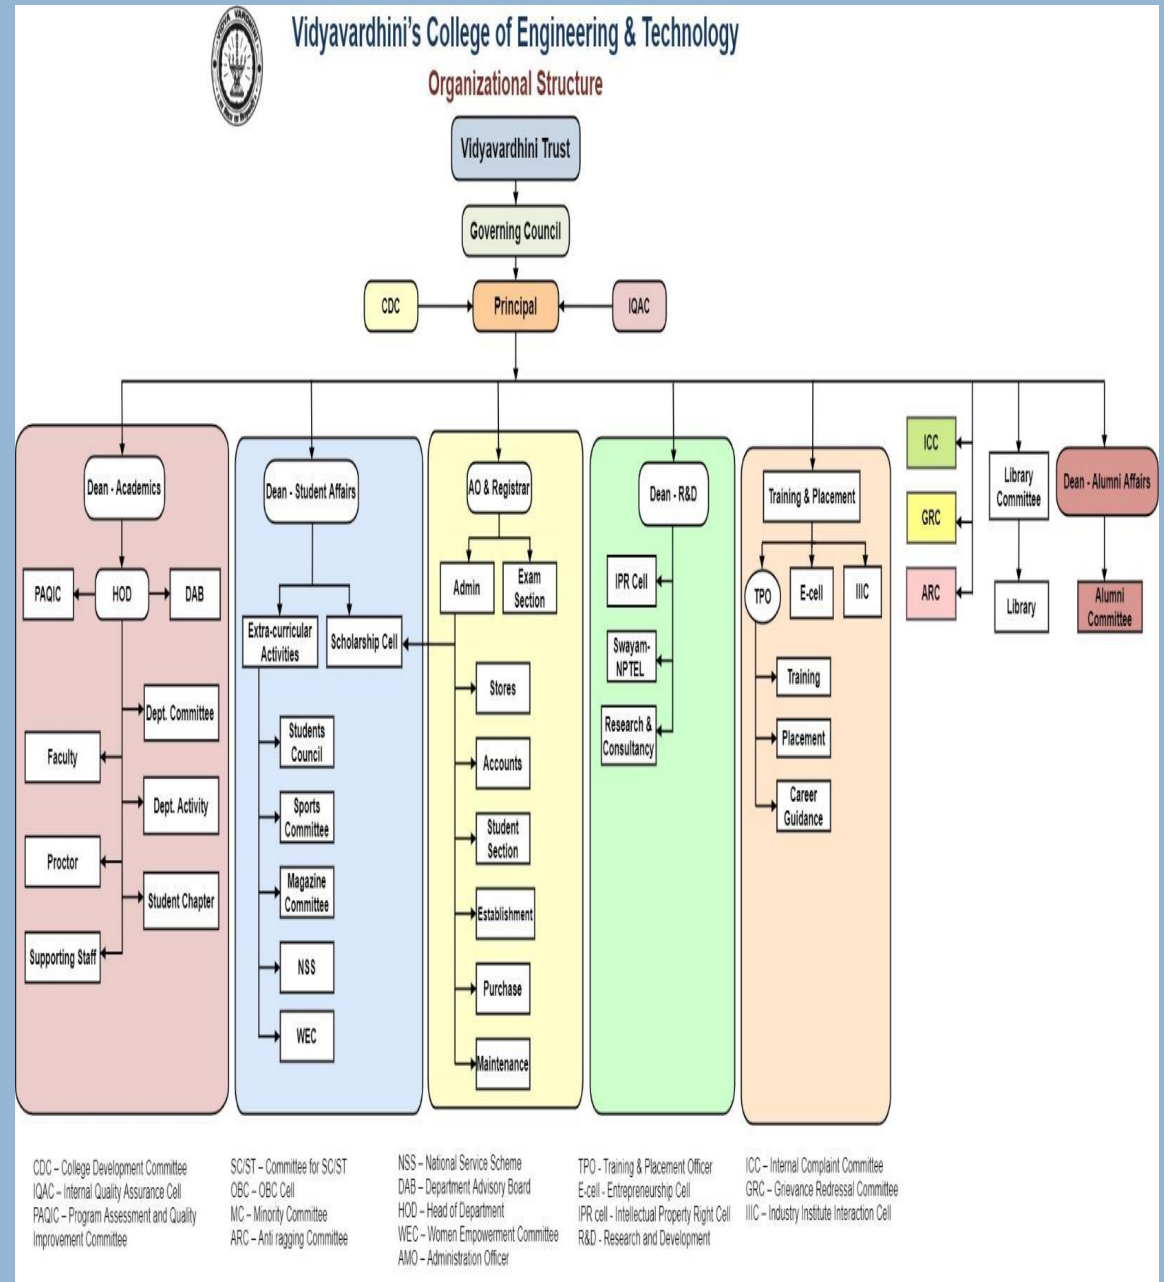 VIDYA VARDHINI
Vidyavardhini's College of Engineering & Technology
Organizational Structure
Vidyavardhini Trust
Governing Council
CDC
Principal
IQAC
Dean - Academics
PAQIC
HOD
DAB
Dept. Committee
Faculty
Dept. Activity
Proctor
Student Chapter
Supporting Staff
Dean - Student Affairs
Extra-curricular
Activities
Scholarship Cell
Students
Council
Sports
Committee
Magazine
Committee
NSS
WEC
AO & Registrar
Admin
Exam
Section
Stores
Accounts
Student
Section
Establishment
Purchase
Maintenance
Dean - R&D
IPR Cell
Swayam-
NPTEL
Research &
Consultancy
Training & Placement
TPO
E-cell
IIIC
Training
Placement
Career
Guidance
ICC
GRC
ARC
Library
Committee
Library
Dean - Alumni Affairs
Alumni
Committee
CDC – College Development Committee
IQAC – Internal Quality Assurance Cell
PAQIC – Program Assessment and Quality
Improvement Committee
SC/ST – Committee for SC/ST
OBC – OBC Cell
MC – Minority Committee
ARC – Anti ragging Committee
NSS – National Service Scheme
DAB – Department Advisory Board
HOD – Head of Department
WEC – Women Empowerment Committee
AMO – Administration Officer
TPO - Training & Placement Officer
E-cell - Entrepreneurship Cell
IPR cell - Intellectual Property Right Cell
R&D - Research and Development
ICC – Internal Complaint Committee
GRC – Grievance Redressal Committee
IIIC – Industry Institute Interaction Cell